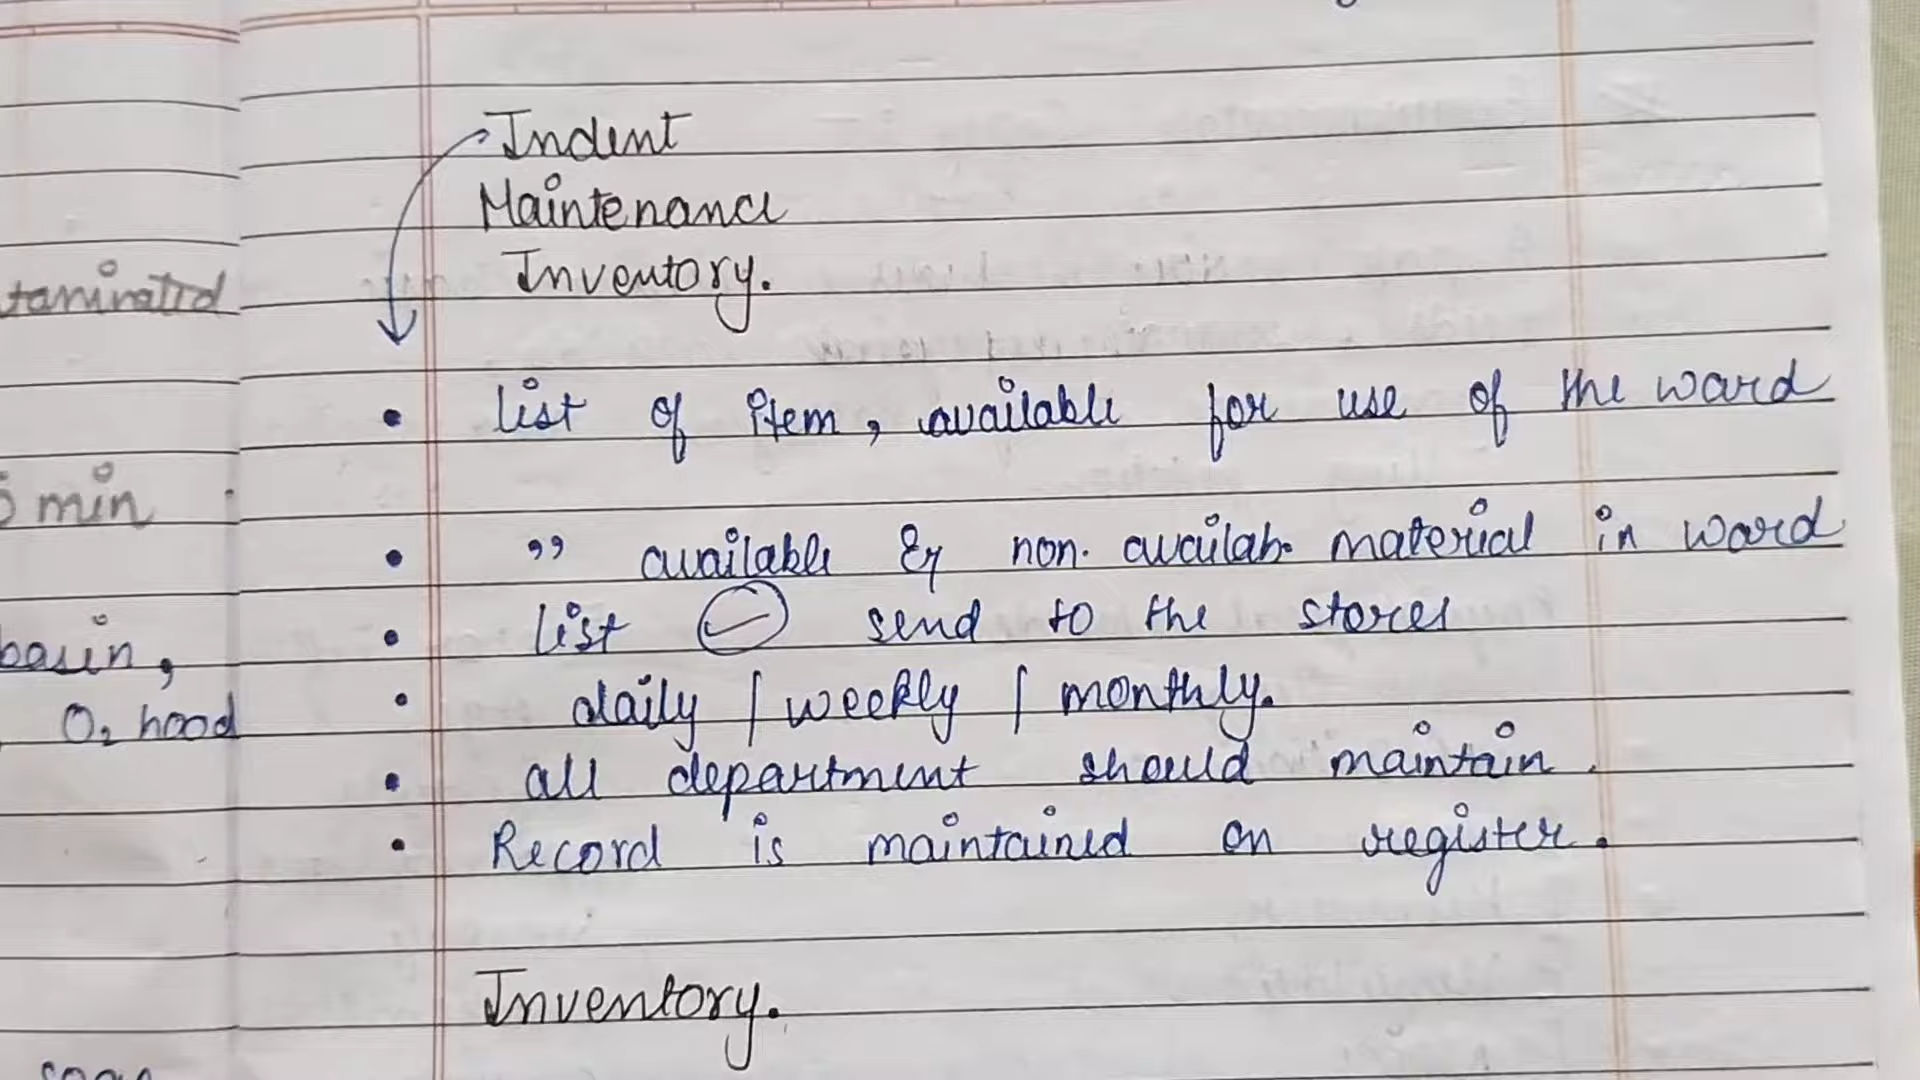 Indent
Maintenance
Inventory.
list of item, available for use of the ward
” available & non. availab. material in ward
list send to the stores
daily / weekly / monthly.
all department should maintain.
Record is maintained on register.
Inventory.
min
basin,
O₂ hood